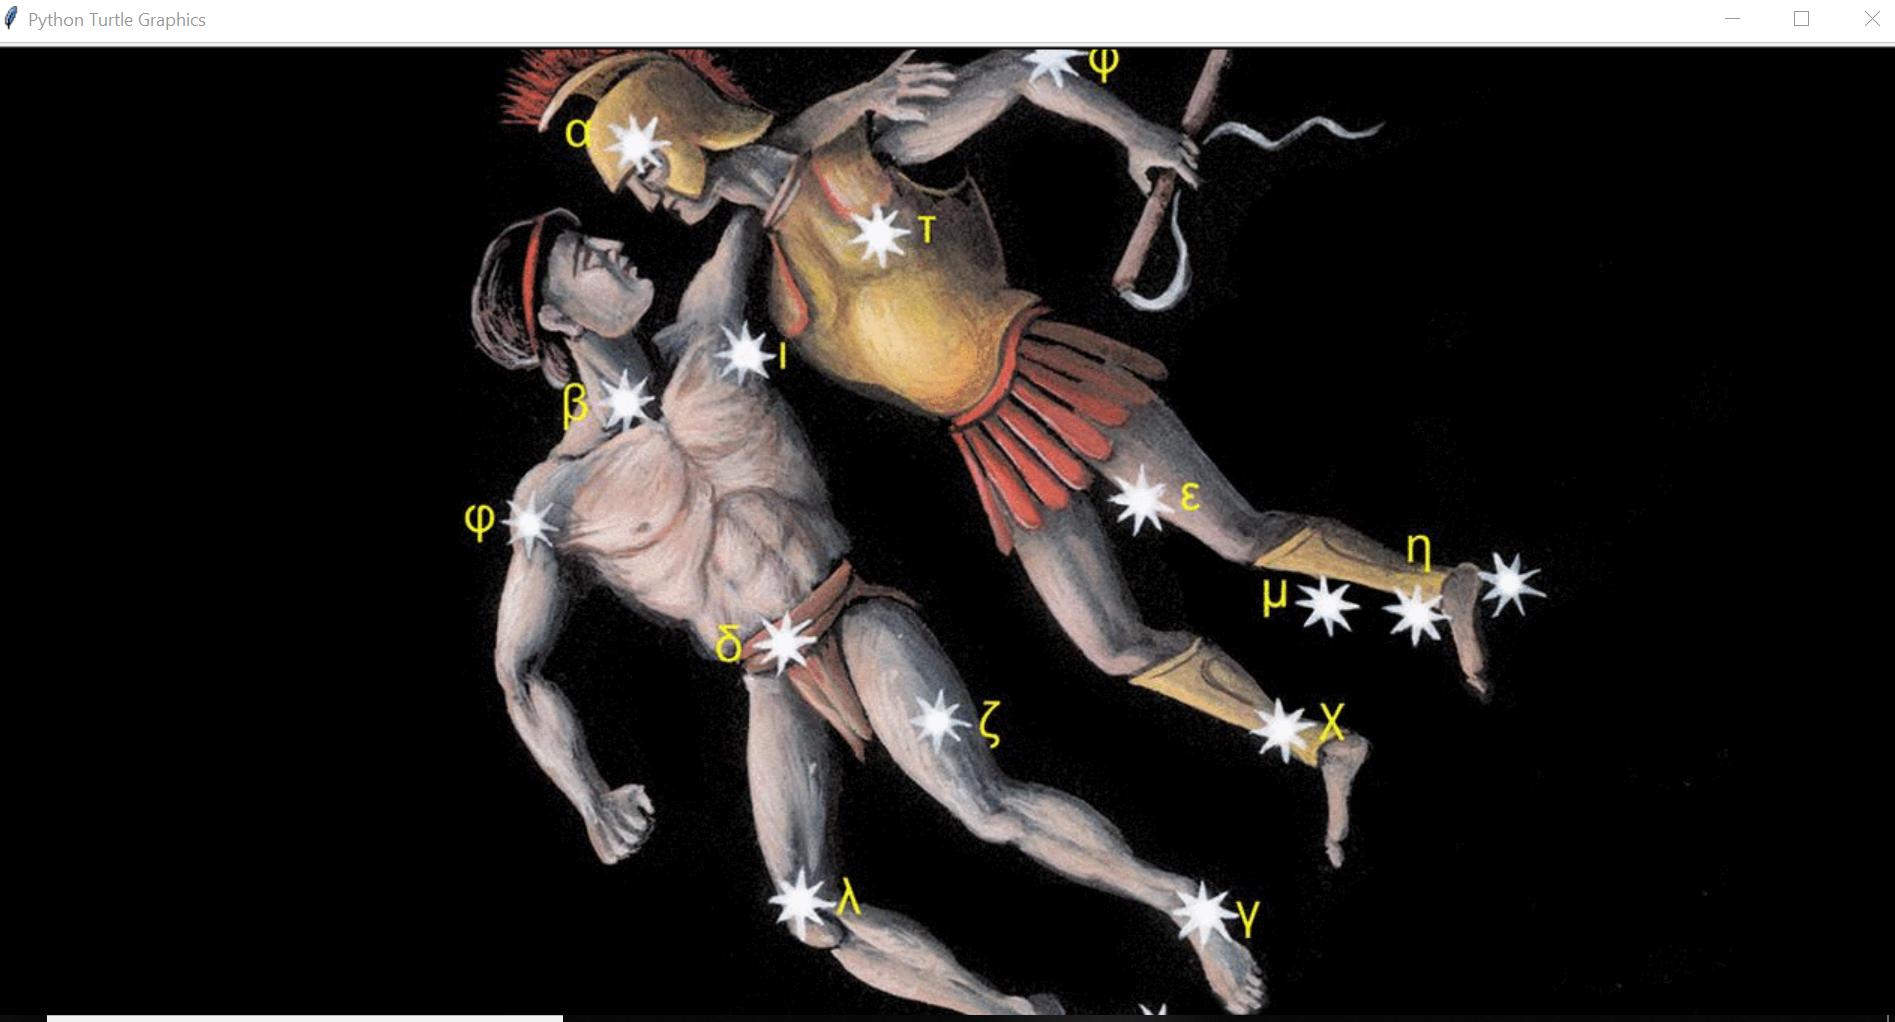 Python Turtle Graphics
φ
α
τ
ι
β
ε
φ
η
μ
δ
ζ
χ
λ
γ